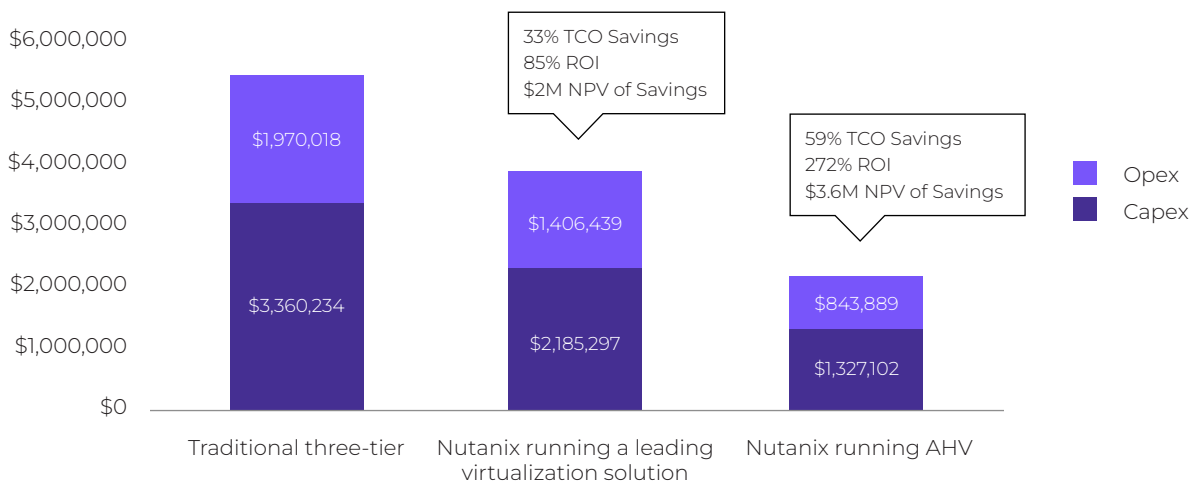 $6,000,000
$5,000,000
$4,000,000
$3,000,000
$2,000,000
$1,000,000
$0
$1,970,018
$3,360,234
33% TCO Savings
85% ROI
$2M NPV of Savings
$1,406,439
$2,185,297
59% TCO Savings
272% ROI
$3.6M NPV of Savings
$843,889
$1,327,102
Opex
Capex
Traditional three-tier
Nutanix running a leading
virtualization solution
Nutanix running AHV